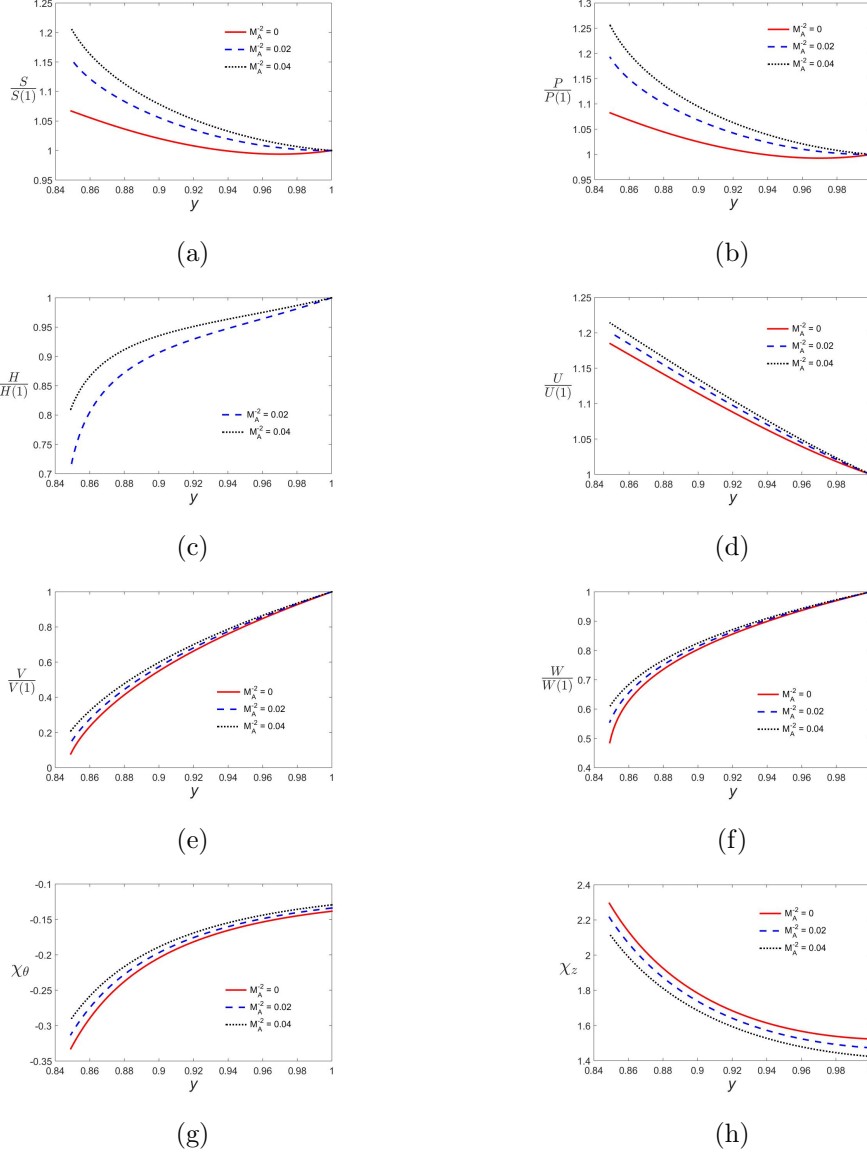 1.25
1.2
1.15
1.1
1.05
1
0.95
S
S(1)
M_A^-2 = 0
M_A^-2 = 0.02
M_A^-2 = 0.04
0.84 0.86 0.88 0.9 0.92 0.94 0.96 0.98 1
y
(a)
1.3
1.25
1.2
1.15
1.1
1.05
1
0.95
P
P(1)
M_A^-2 = 0
M_A^-2 = 0.02
M_A^-2 = 0.04
0.84 0.86 0.88 0.9 0.92 0.94 0.96 0.98
y
(b)
1
0.95
0.9
0.85
0.8
0.75
0.7
H
H(1)
M_A^-2 = 0.02
M_A^-2 = 0.04
0.84 0.86 0.88 0.9 0.92 0.94 0.96 0.98 1
y
(c)
1.25
1.2
1.15
1.1
1.05
1
U
U(1)
M_A^-2 = 0
M_A^-2 = 0.02
M_A^-2 = 0.04
0.84 0.86 0.88 0.9 0.92 0.94 0.96 0.98
y
(d)
1
0.8
0.6
0.4
0.2
0
V
V(1)
M_A^-2 = 0
M_A^-2 = 0.02
M_A^-2 = 0.04
0.84 0.86 0.88 0.9 0.92 0.94 0.96 0.98 1
y
(e)
1
0.9
0.8
0.7
0.6
0.5
0.4
W
W(1)
M_A^-2 = 0
M_A^-2 = 0.02
M_A^-2 = 0.04
0.84 0.86 0.88 0.9 0.92 0.94 0.96 0.98
y
(f)
-0.1
-0.15
-0.2
-0.25
-0.3
-0.35
χθ
M_A^-2 = 0
M_A^-2 = 0.02
M_A^-2 = 0.04
0.84 0.86 0.88 0.9 0.92 0.94 0.96 0.98 1
y
(g)
2.4
2.2
2
1.8
1.6
1.4
χz
M_A^-2 = 0
M_A^-2 = 0.02
M_A^-2 = 0.04
0.84 0.86 0.88 0.9 0.92 0.94 0.96 0.98
y
(h)